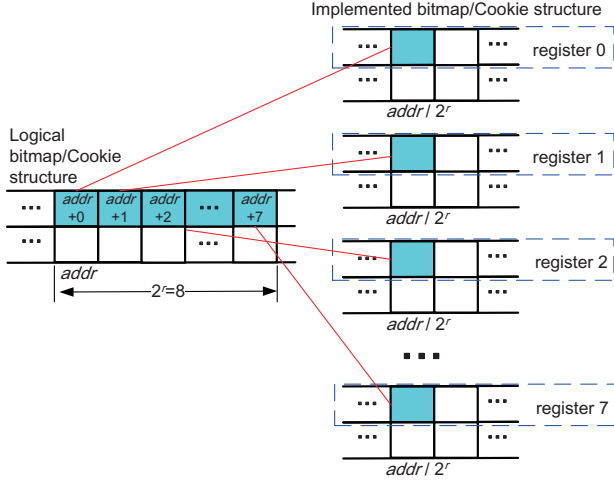 Implemented bitmap/Cookie structure
register 0
addr / 2^r
Logical
bitmap/Cookie
structure
register 1
addr / 2^r
... addr addr addr ... addr
+0 +1 +2 +7
... ...
addr
2^r=8
register 2
addr / 2^r
...
register 7
addr / 2^r